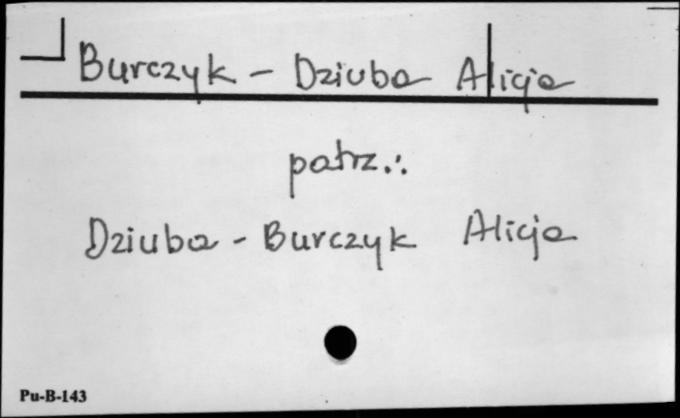 Burczyk - Dziuba Alicja
patrz.:
Dziuba - Burczyk Alicja
Pu-B-143